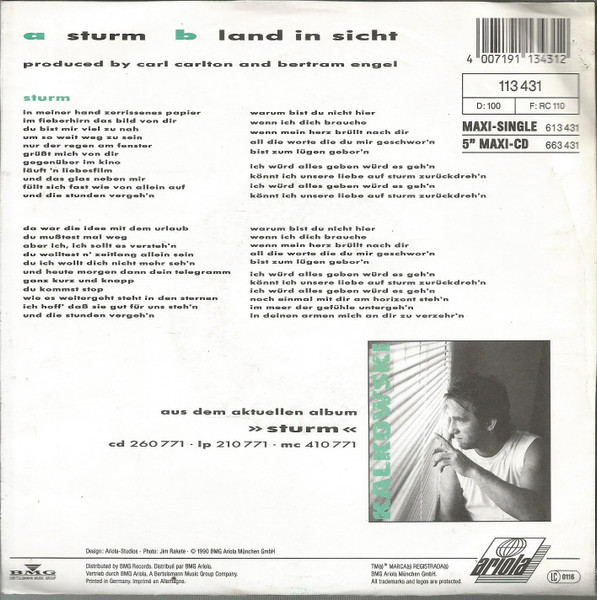 a sturm b land in sicht
produced by carl carlton and bertram engel
4 007191 134312
113 431
D: 100 F: RC 110
MAXI-SINGLE 613 431
5" MAXI-CD 663 431
sturm
in meiner hand zerrissenes papier
im fieberhirn das bild von dir
du bist mir viel zu nah
um so weit weg zu sein
nur der regen am fenster
grüßt mich von dir
gegenüber im kino
läuft 'n liebesfilm
und das glas neben mir
füllt sich fast wie von allein auf
und die stunden vergeh'n
warum bist du nicht hier
wenn ich dich brauche
wenn mein herz brüllt nach dir
all die worte die du mir geschwor'n
bist zum lügen gebor'n
ich würd alles geben würd es geh'n
könnt ich unsere liebe auf sturm zurückdreh'n
ich würd alles geben würd es geh'n
könnt ich unsere liebe auf sturm zurückdreh'n
da war die idee mit dem urlaub
du mußtest mal weg
aber ich, ich sollt es versteh'n
du wolltest n' zeitlang allein sein
du ich wollt dich nicht mehr seh'n
und heute morgen dann dein telegramm
ganz kurz und knapp
du kommst stop
wie es weitergeht steht in den sternen
ich hoff' daß sie gut für uns steh'n
und die stunden vergeh'n
warum bist du nicht hier
wenn ich dich brauche
wenn mein herz brüllt nach dir
all die worte die du mir geschwor'n
bist zum lügen gebor'n
ich würd alles geben würd es geh'n
könnt ich unsere liebe auf sturm zurückdreh'n
ich würd alles geben würd es geh'n
noch einmal mit dir am horizont steh'n
im meer der gefühle untergeh'n
in deinen armen mich an dir zu verzehr'n
aus dem aktuellen album
»sturm«
cd 260771 · lp 210771 · mc 410771
KALKOWSKI
Design: Ariola-Studios · Photo: Jim Rakete · © 1990 BMG Ariola München GmbH
BMG
BERTELSMANN MUSIC GROUP
Distributed by BMG Records. Distribué par BMG Ariola.
Vertrieb durch BMG Ariola, A Bertelsmann Music Group Company.
Printed in Germany. Imprimé en Allemagne.
TM(s)® MARCA(S) REGISTRADA(S)
BMG Ariola München GmbH.
All trademarks and logos are protected.
ariola
LC 0116